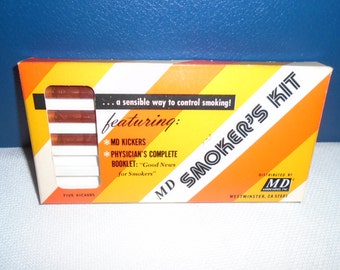 . . . a sensible way to control smoking!
featuring:
MD KICKERS
PHYSICIAN'S COMPLETE
BOOKLET: "Good News
for Smokers"
MD SMOKER'S KIT
FIVE KICKERS
DISTRIBUTED BY
MD
WESTMINSTER, CA